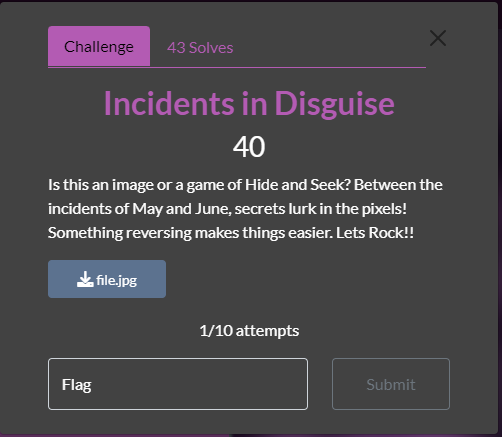 Challenge
43 Solves
Incidents in Disguise
40
Is this an image or a game of Hide and Seek? Between the
incidents of May and June, secrets lurk in the pixels!
Something reversing makes things easier. Lets Rock!!
file.jpg
1/10 attempts
Flag
Submit